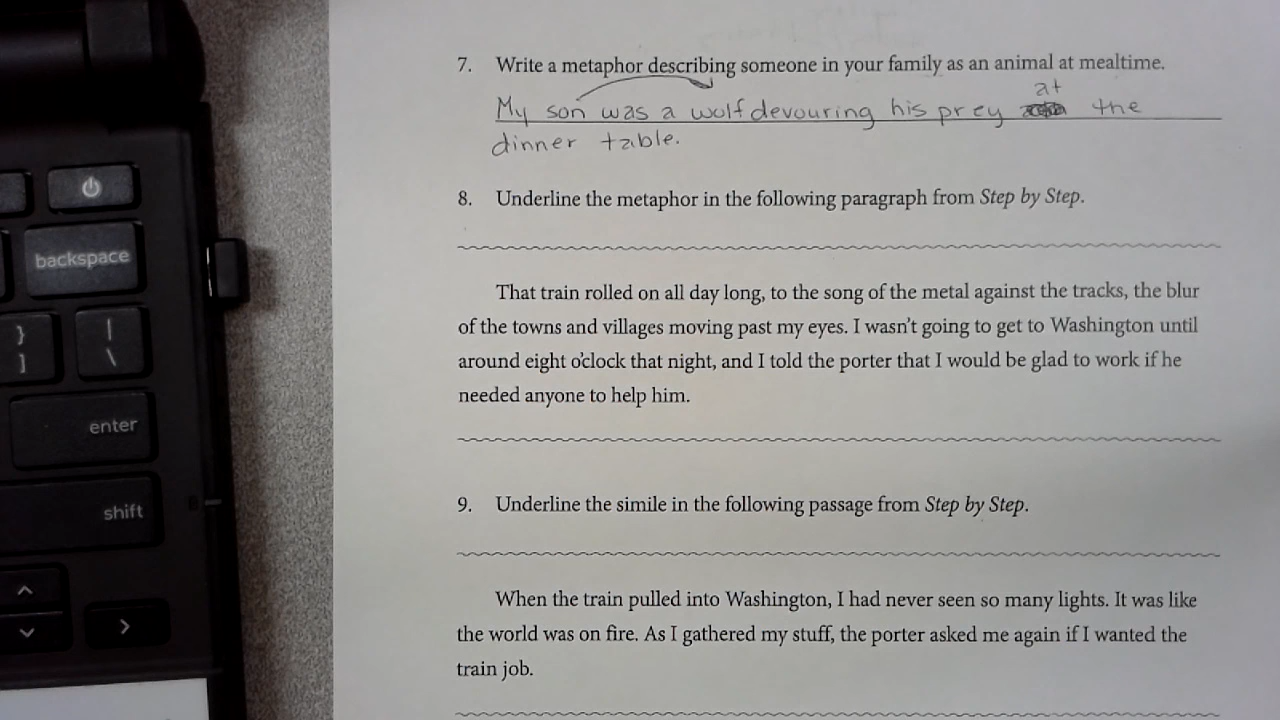 7. Write a metaphor describing someone in your family as an animal at mealtime.
at
My son was a wolf devouring his prey the
dinner table.
8. Underline the metaphor in the following paragraph from Step by Step.
That train rolled on all day long, to the song of the metal against the tracks, the blur
of the towns and villages moving past my eyes. I wasn't going to get to Washington until
around eight o'clock that night, and I told the porter that I would be glad to work if he
needed anyone to help him.
9. Underline the simile in the following passage from Step by Step.
When the train pulled into Washington, I had never seen so many lights. It was like
the world was on fire. As I gathered my stuff, the porter asked me again if I wanted the
train job.
backspace
}
]
|
\
enter
shift